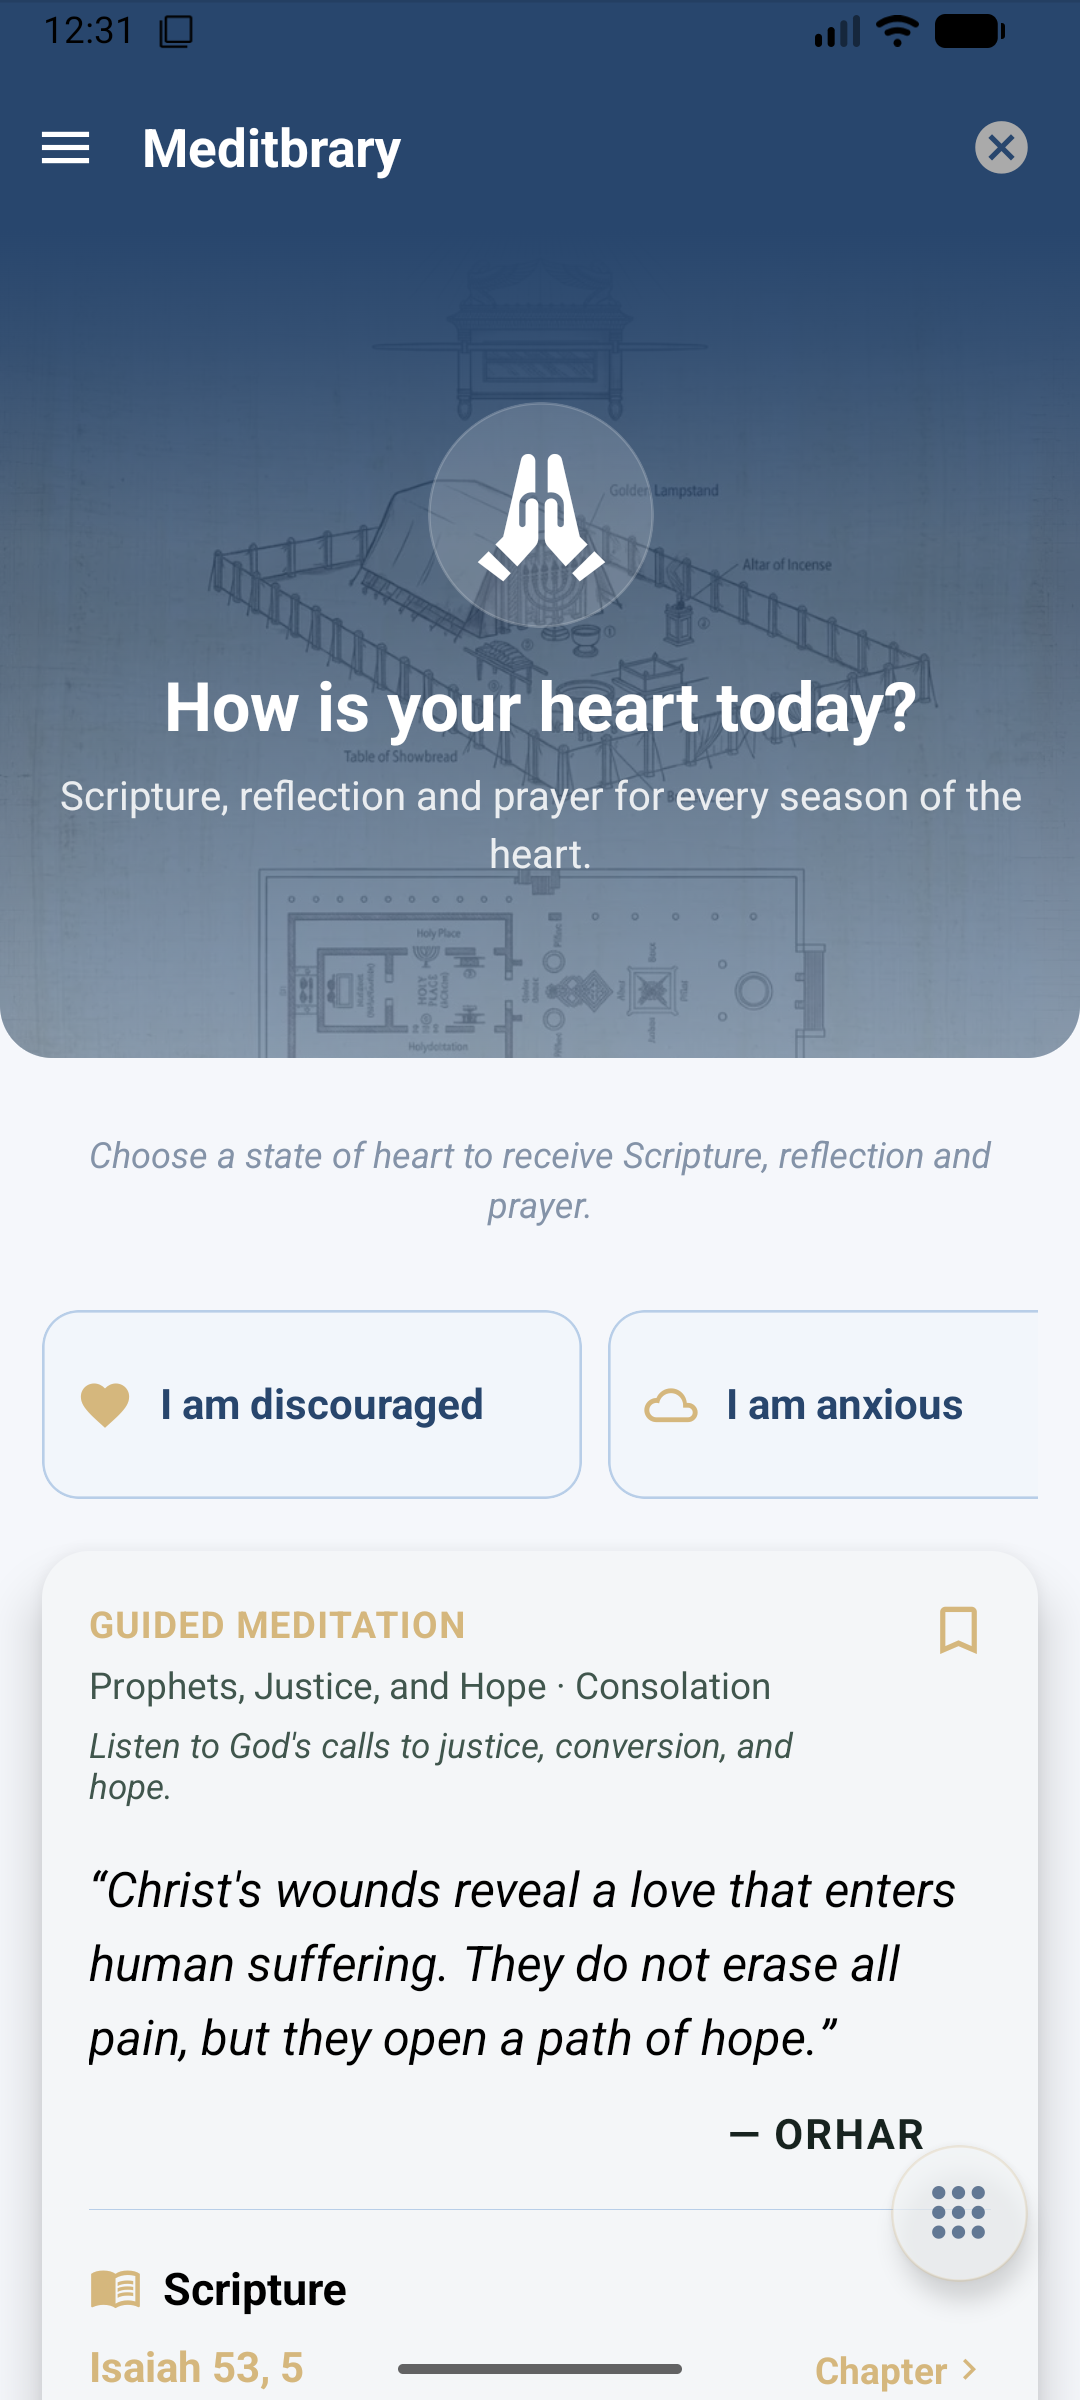 12:31
Meditbrary
Golden Lampstand
Altar of Incense
How is your heart today?
Table of Showbread
Scripture, reflection and prayer for every season of the
heart.
Holy Place
HOLY
PLACE
Holydontation
Choose a state of heart to receive Scripture, reflection and
prayer.
I am discouraged
I am anxious
GUIDED MEDITATION
Prophets, Justice, and Hope · Consolation
Listen to God's calls to justice, conversion, and
hope.
“Christ's wounds reveal a love that enters
human suffering. They do not erase all
pain, but they open a path of hope.”
— ORHAR
Scripture
Isaiah 53, 5
Chapter